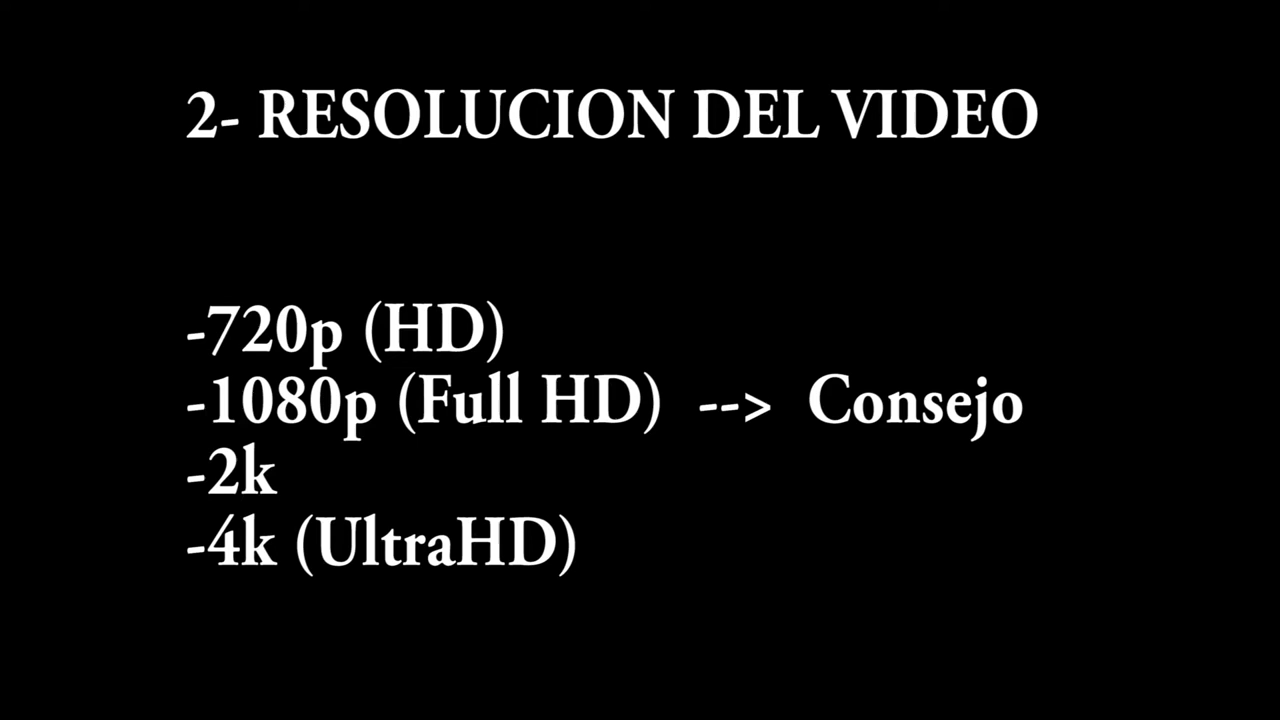 2- RESOLUCION DEL VIDEO
-720p (HD)
-1080p (Full HD) --> Consejo
-2k
-4k (UltraHD)